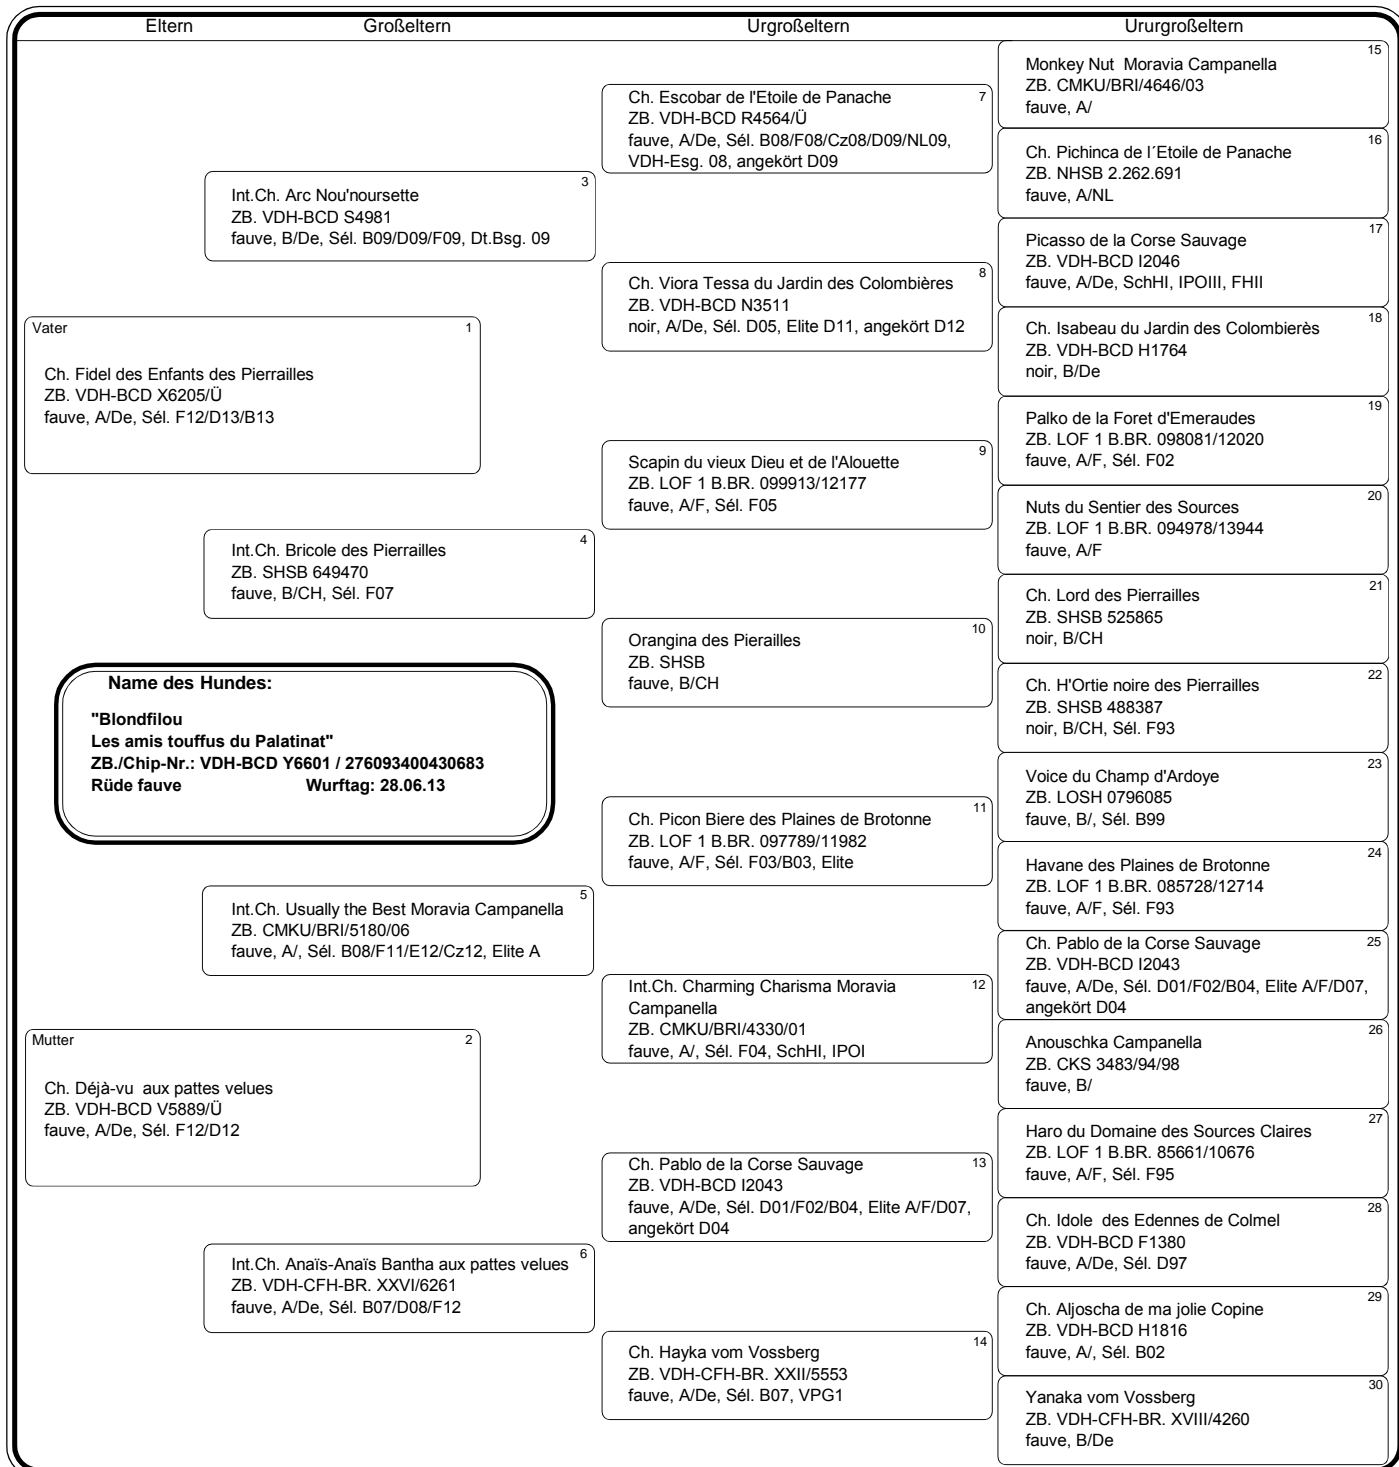 Eltern Großeltern Urgroßeltern Ururgroßeltern
Vater 1
Ch. Fidel des Enfants des Pierrailles
ZB. VDH-BCD X6205/Ü
fauve, A/De, Sél. F12/D13/B13
Name des Hundes:
"Blondfilou
Les amis touffus du Palatinat"
ZB./Chip-Nr.: VDH-BCD Y6601 / 276093400430683
Rüde fauve Wurftag: 28.06.13
Mutter 2
Ch. Déjà-vu aux pattes velues
ZB. VDH-BCD V5889/Ü
fauve, A/De, Sél. F12/D12
3
Int.Ch. Arc Nou'noursette
ZB. VDH-BCD S4981
fauve, B/De, Sél. B09/D09/F09, Dt.Bsg. 09
4
Int.Ch. Bricole des Pierrailles
ZB. SHSB 649470
fauve, B/CH, Sél. F07
5
Int.Ch. Usually the Best Moravia Campanella
ZB. CMKU/BRI/5180/06
fauve, A/, Sél. B08/F11/E12/Cz12, Elite A
6
Int.Ch. Anaïs-Anaïs Bantha aux pattes velues
ZB. VDH-CFH-BR. XXVI/6261
fauve, A/De, Sél. B07/D08/F12
7
Ch. Escobar de l'Etoile de Panache
ZB. VDH-BCD R4564/Ü
fauve, A/De, Sél. B08/F08/Cz08/D09/NL09,
VDH-Esg. 08, angekört D09
8
Ch. Viora Tessa du Jardin des Colombières
ZB. VDH-BCD N3511
noir, A/De, Sél. D05, Elite D11, angekört D12
9
Scapin du vieux Dieu et de l'Alouette
ZB. LOF 1 B.BR. 099913/12177
fauve, A/F, Sél. F05
10
Orangina des Pierailles
ZB. SHSB
fauve, B/CH
11
Ch. Picon Biere des Plaines de Brotonne
ZB. LOF 1 B.BR. 097789/11982
fauve, A/F, Sél. F03/B03, Elite
12
Int.Ch. Charming Charisma Moravia
Campanella
ZB. CMKU/BRI/4330/01
fauve, A/, Sél. F04, SchHI, IPOI
13
Ch. Pablo de la Corse Sauvage
ZB. VDH-BCD I2043
fauve, A/De, Sél. D01/F02/B04, Elite A/F/D07,
angekört D04
14
Ch. Hayka vom Vossberg
ZB. VDH-CFH-BR. XXII/5553
fauve, A/De, Sél. B07, VPG1
15
Monkey Nut Moravia Campanella
ZB. CMKU/BRI/4646/03
fauve, A/
16
Ch. Pichinca de l´Etoile de Panache
ZB. NHSB 2.262.691
fauve, A/NL
17
Picasso de la Corse Sauvage
ZB. VDH-BCD I2046
fauve, A/De, SchHI, IPOIII, FHII
18
Ch. Isabeau du Jardin des Colombierès
ZB. VDH-BCD H1764
noir, B/De
19
Palko de la Foret d'Emeraudes
ZB. LOF 1 B.BR. 098081/12020
fauve, A/F, Sél. F02
20
Nuts du Sentier des Sources
ZB. LOF 1 B.BR. 094978/13944
fauve, A/F
21
Ch. Lord des Pierrailles
ZB. SHSB 525865
noir, B/CH
22
Ch. H'Ortie noire des Pierrailles
ZB. SHSB 488387
noir, B/CH, Sél. F93
23
Voice du Champ d'Ardoye
ZB. LOSH 0796085
fauve, B/, Sél. B99
24
Havane des Plaines de Brotonne
ZB. LOF 1 B.BR. 085728/12714
fauve, A/F, Sél. F93
25
Ch. Pablo de la Corse Sauvage
ZB. VDH-BCD I2043
fauve, A/De, Sél. D01/F02/B04, Elite A/F/D07,
angekört D04
26
Anouschka Campanella
ZB. CKS 3483/94/98
fauve, B/
27
Haro du Domaine des Sources Claires
ZB. LOF 1 B.BR. 85661/10676
fauve, A/F, Sél. F95
28
Ch. Idole des Edennes de Colmel
ZB. VDH-BCD F1380
fauve, A/De, Sél. D97
29
Ch. Aljoscha de ma jolie Copine
ZB. VDH-BCD H1816
fauve, A/, Sél. B02
30
Yanaka vom Vossberg
ZB. VDH-CFH-BR. XVIII/4260
fauve, B/De